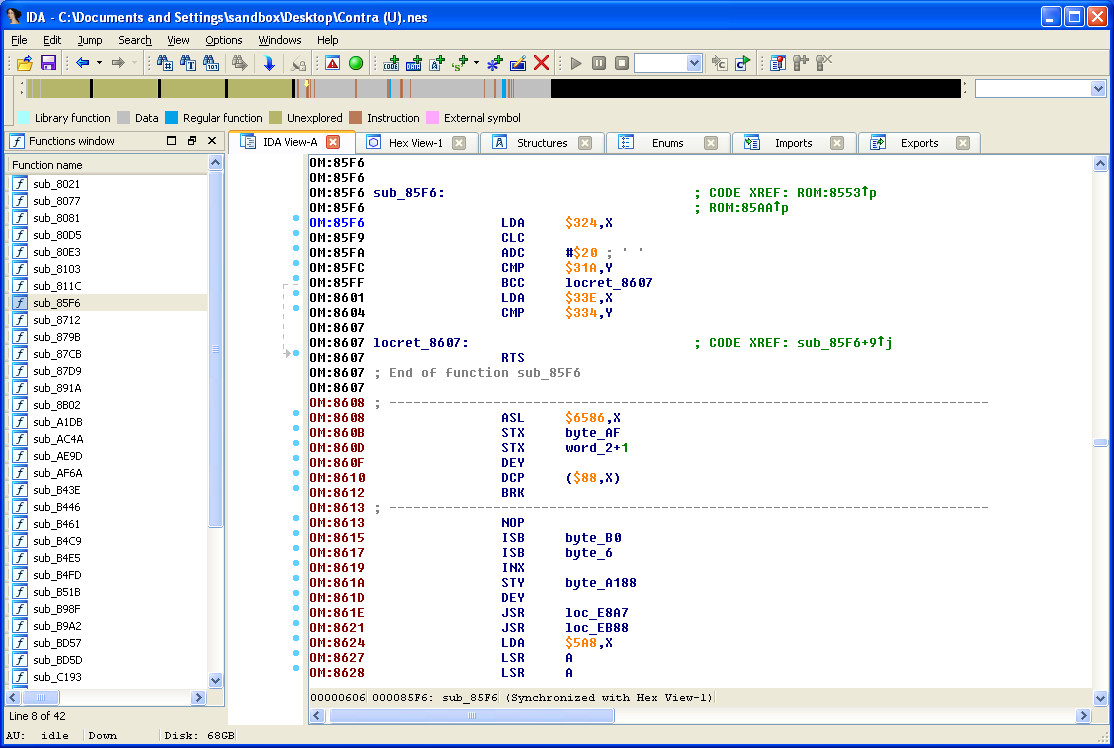 IDA - C:\Documents and Settings\sandbox\Desktop\Contra (U).nes
File Edit Jump Search View Options Windows Help
Library function Data Regular function Unexplored Instruction External symbol
Functions window
Function name
sub_8021
sub_8077
sub_8081
sub_80D5
sub_80E3
sub_8103
sub_811C
sub_85F6
sub_8712
sub_879B
sub_87CB
sub_87D9
sub_891A
sub_8B02
sub_A1DB
sub_AC4A
sub_AE9D
sub_AF6A
sub_B43E
sub_B446
sub_B461
sub_B4C9
sub_B4E5
sub_B4FD
sub_B51B
sub_B98F
sub_B9A2
sub_BD57
sub_BD5D
sub_C193
Line 8 of 42
IDA View-A Hex View-1 Structures Enums Imports Exports
OM:85F6
OM:85F6
OM:85F6 sub_85F6: ; CODE XREF: ROM:8553↑p
OM:85F6 ; ROM:85AA↑p
OM:85F6 LDA $324,X
OM:85F9 CLC
OM:85FA ADC #$20 ; ' '
OM:85FC CMP $31A,Y
OM:85FF BCC locret_8607
OM:8601 LDA $33E,X
OM:8604 CMP $334,Y
OM:8607
OM:8607 locret_8607: ; CODE XREF: sub_85F6+9↑j
OM:8607 RTS
OM:8607 ; End of function sub_85F6
OM:8607
OM:8608 ; ---------------------------------------------------------------------------
OM:8608 ASL $6586,X
OM:860B STX byte_AF
OM:860D STX word_2+1
OM:860F DEY
OM:8610 DCP ($88,X)
OM:8612 BRK
OM:8613 ; ---------------------------------------------------------------------------
OM:8613 NOP
OM:8615 ISB byte_B0
OM:8617 ISB byte_6
OM:8619 INX
OM:861A STY byte_A188
OM:861D DEY
OM:861E JSR loc_E8A7
OM:8621 JSR loc_EB88
OM:8624 LDA $5A8,X
OM:8627 LSR A
OM:8628 LSR A
00000606 000085F6: sub_85F6 (Synchronized with Hex View-1)
AU: idle Down Disk: 68GB